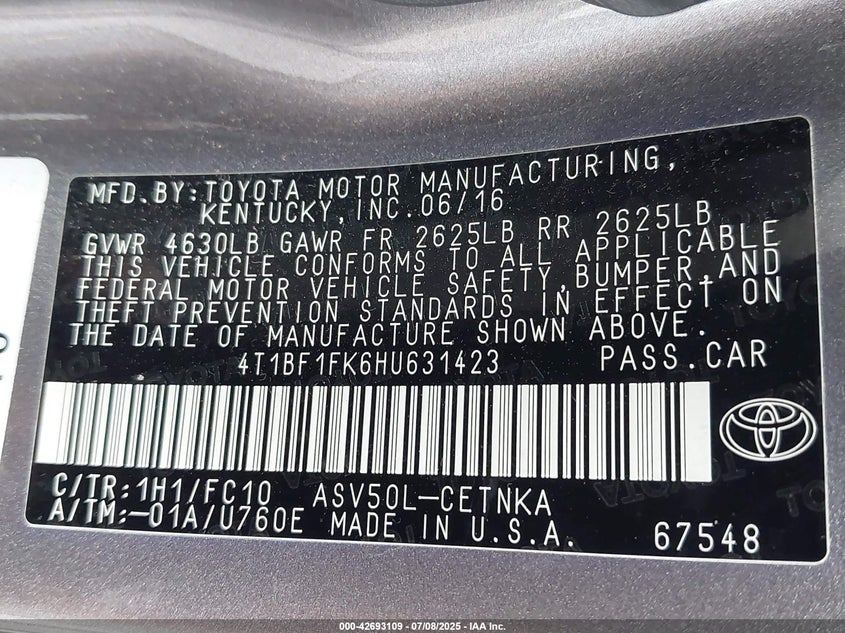 MFD.BY:TOYOTA MOTOR MANUFACTURING,
KENTUCKY, INC.06/16
GVWR 4630LB GAWR FR 2625LB RR 2625LB
THIS VEHICLE CONFORMS TO ALL APPLICABLE
FEDERAL MOTOR VEHICLE SAFETY,BUMPER,AND
THEFT PREVENTION STANDARDS IN EFFECT ON
THE DATE OF MANUFACTURE SHOWN ABOVE.
4T1BF1FK6HU631423 PASS.CAR
C/TR:1H1/FC10 ASV50L-CETNKA
A/TM:-01A/U760E MADE IN U.S.A. 67548
000-42693109 - 07/08/2025 - IAA Inc.